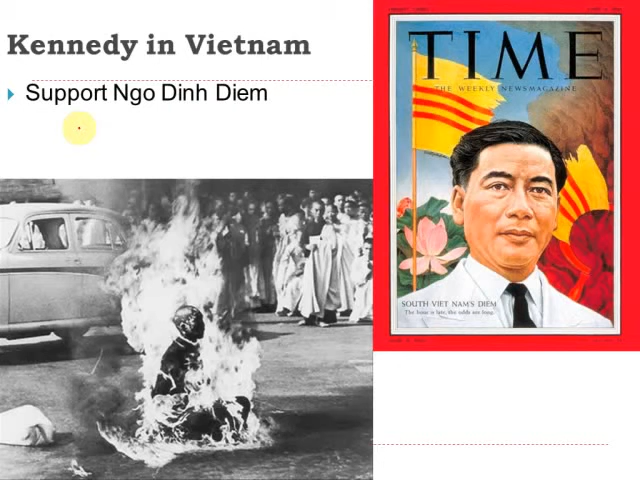 Kennedy in Vietnam
Support Ngo Dinh Diem
TIME
THE WEEKLY NEWSMAGAZINE
SOUTH VIET NAM'S DIEM
The hour is late, the odds are long.